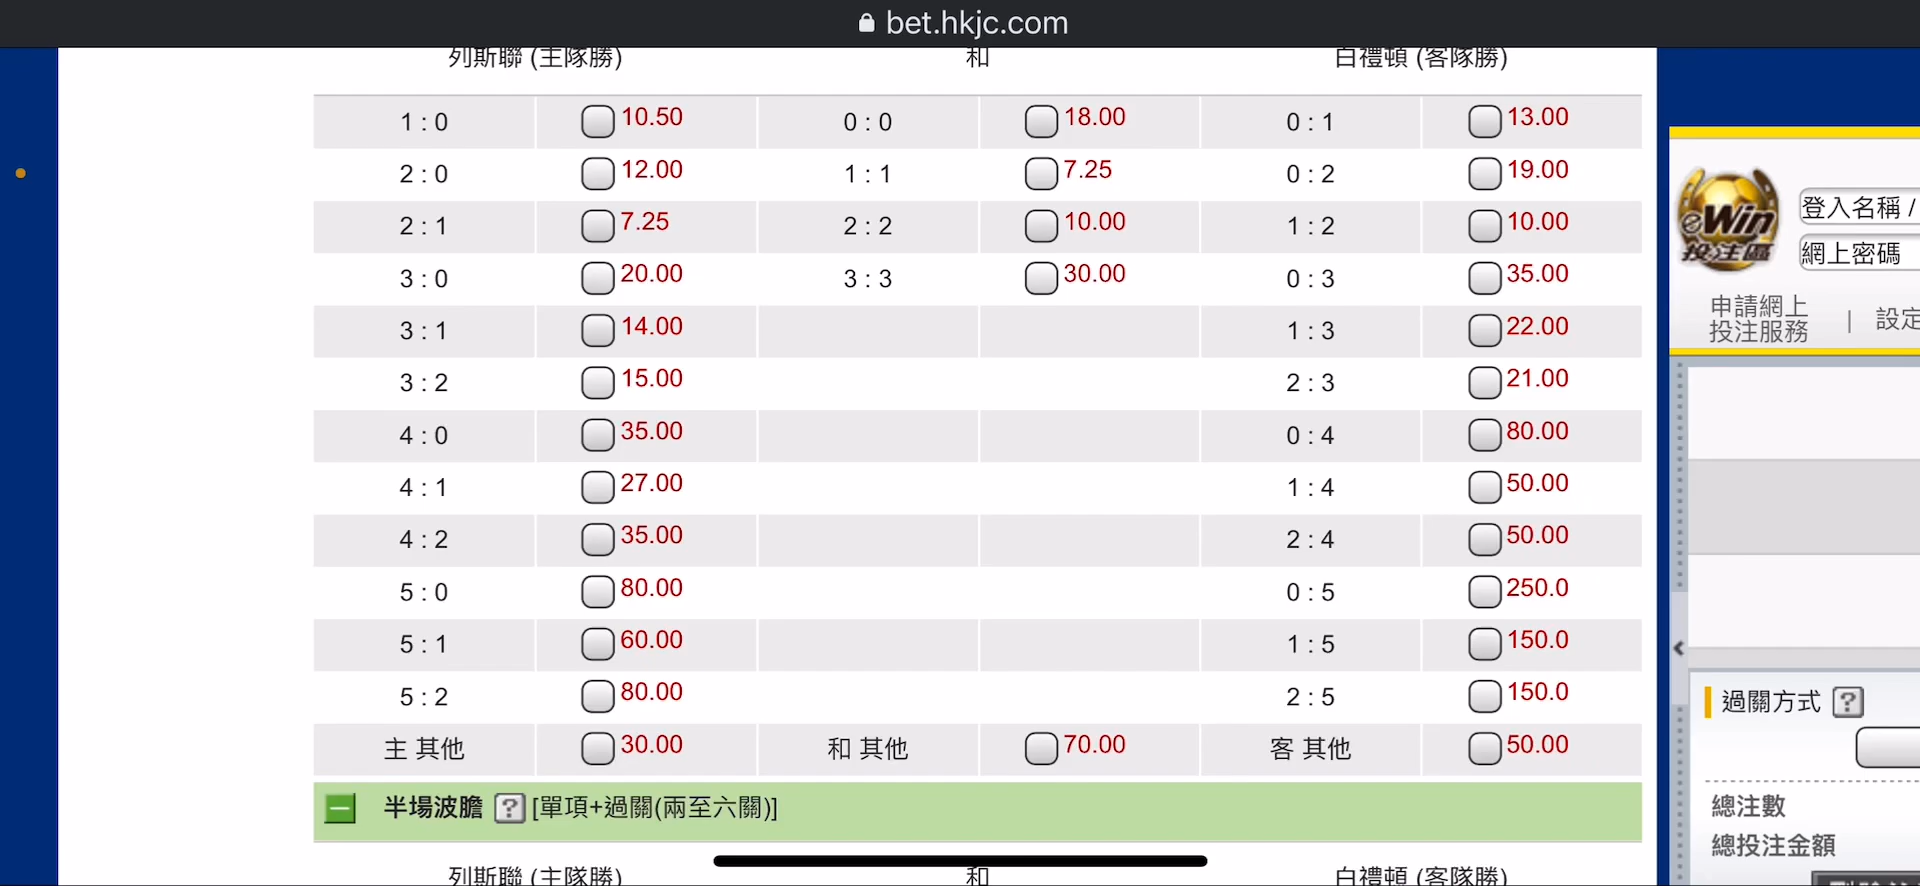 bet.hkjc.com
列斯聯 (主隊勝) 和 白禮頓 (客隊勝)
1 : 0 10.50 0 : 0 18.00 0 : 1 13.00
2 : 0 12.00 1 : 1 7.25 0 : 2 19.00
2 : 1 7.25 2 : 2 10.00 1 : 2 10.00
3 : 0 20.00 3 : 3 30.00 0 : 3 35.00
3 : 1 14.00 1 : 3 22.00
3 : 2 15.00 2 : 3 21.00
4 : 0 35.00 0 : 4 80.00
4 : 1 27.00 1 : 4 50.00
4 : 2 35.00 2 : 4 50.00
5 : 0 80.00 0 : 5 250.0
5 : 1 60.00 1 : 5 150.0
5 : 2 80.00 2 : 5 150.0
主 其他 30.00 和 其他 70.00 客 其他 50.00
半場波膽 ? [單項+過關(兩至六關)]
列斯聯 (主隊勝) 和 白禮頓 (客隊勝)
eWin
投注區
登入名稱 /
網上密碼
申請網上
投注服務
| 設定
過關方式 ?
總注數
總投注金額